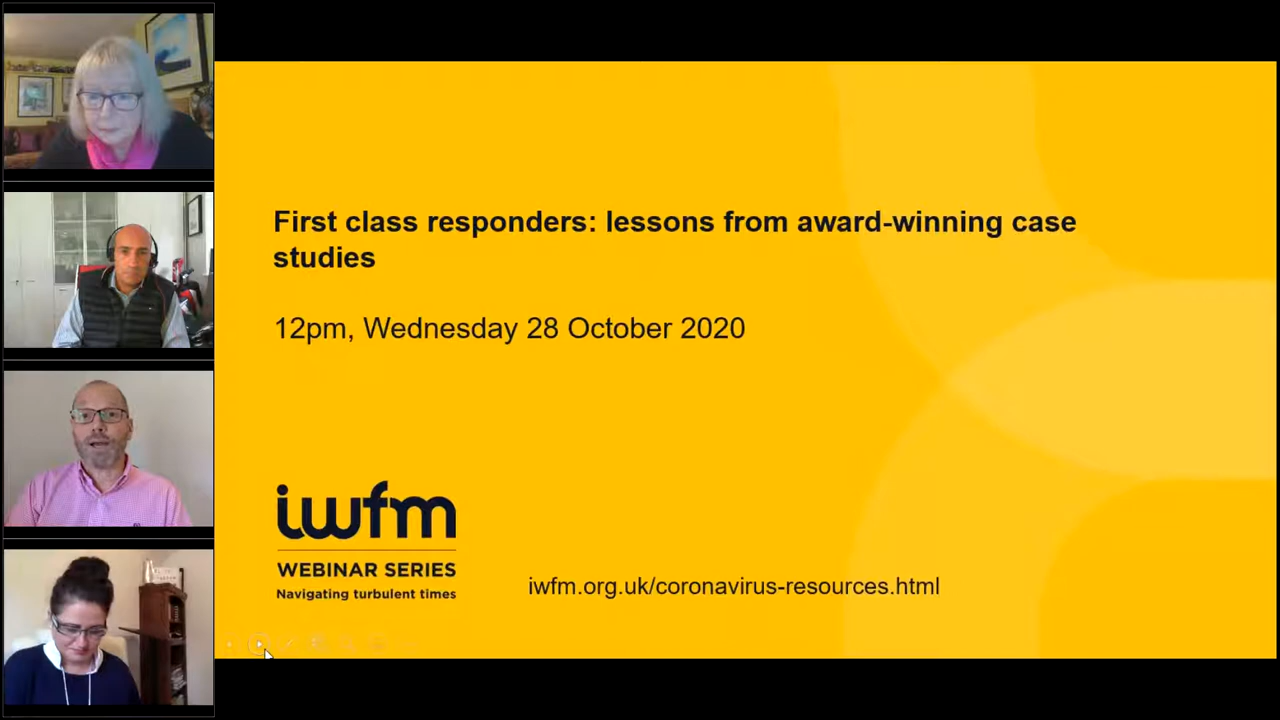 First class responders: lessons from award-winning case
studies
12pm, Wednesday 28 October 2020
iwfm
WEBINAR SERIES
Navigating turbulent times
iwfm.org.uk/coronavirus-resources.html